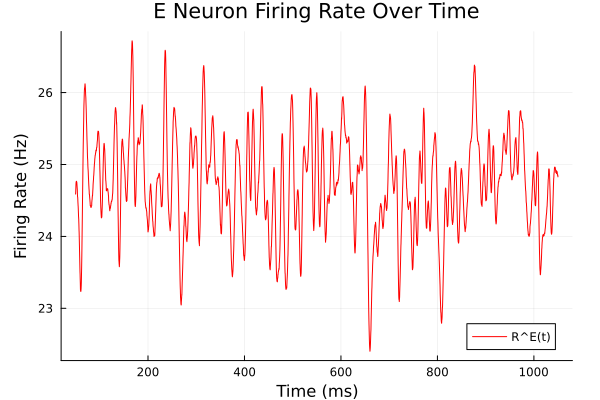 E Neuron Firing Rate Over Time
Firing Rate (Hz)
26
25
24
23
R^E(t)
200 400 600 800 1000
Time (ms)